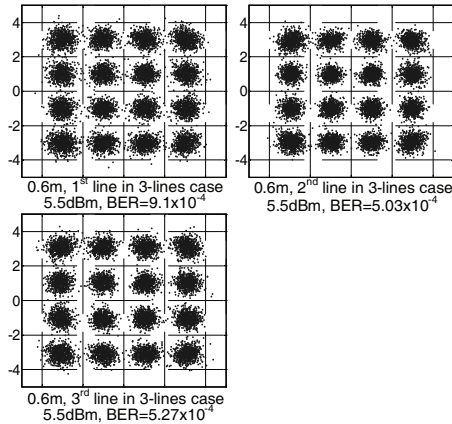 4
2
0
-2
-4
0.6m, 1st line in 3-lines case
5.5dBm, BER=9.1x10-4
4
2
0
-2
-4
0.6m, 2nd line in 3-lines case
5.5dBm, BER=5.03x10-4
4
2
0
-2
-4
0.6m, 3rd line in 3-lines case
5.5dBm, BER=5.27x10-4